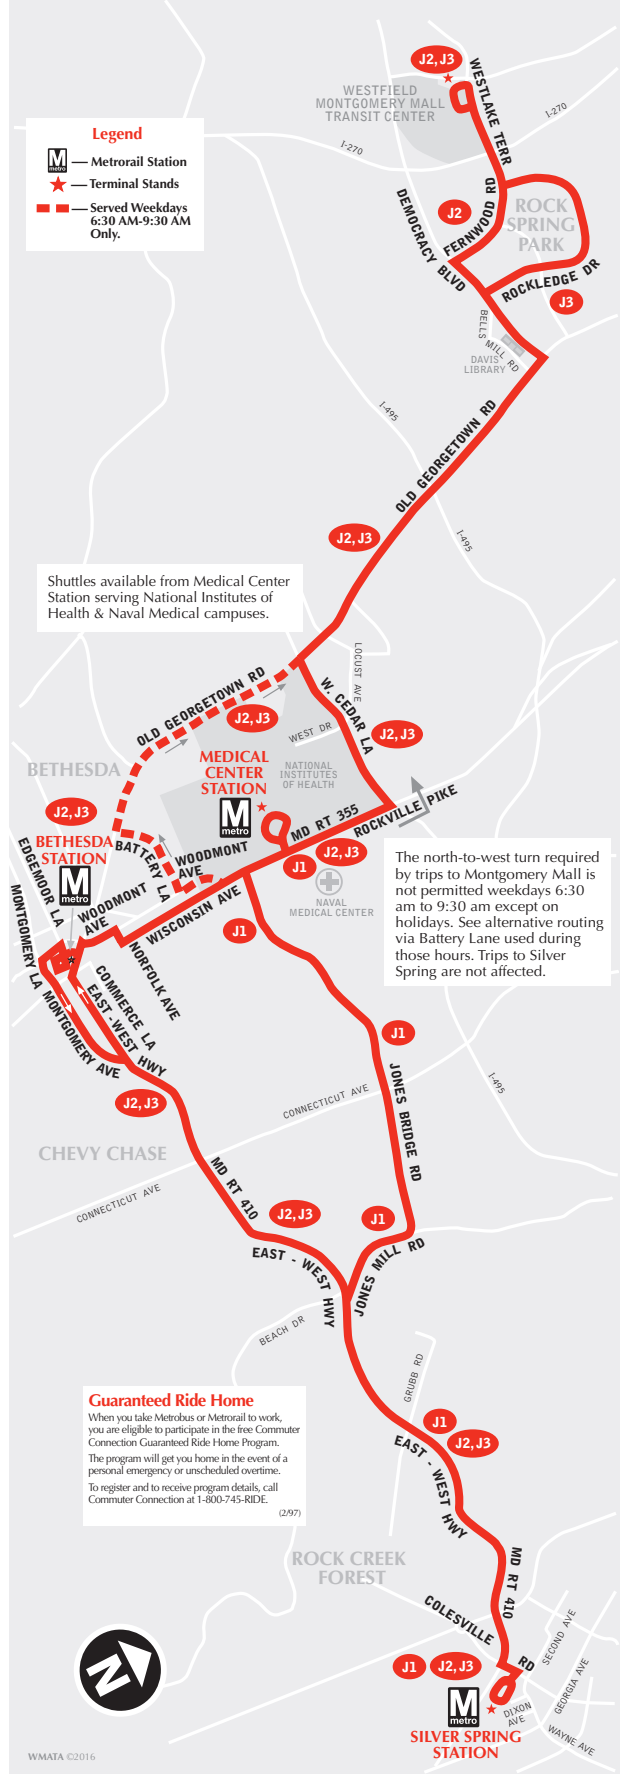 J2, J3
WESTFIELD
MONTGOMERY MALL
TRANSIT CENTER
WESTLAKE TERR
I-270
I-270
Legend
M
metro
Metrorail Station
Terminal Stands
Served Weekdays
6:30 AM-9:30 AM
Only.
J2
FERNWOOD RD
ROCK
SPRING
PARK
DEMOCRACY BLVD
ROCKLEDGE DR
J3
BELLS MILL RD
DAVIS
LIBRARY
I-495
OLD GEORGETOWN RD
J2, J3
I-495
Shuttles available from Medical Center
Station serving National Institutes of
Health & Naval Medical campuses.
LOCUST AVE
OLD GEORGETOWN RD
W. CEDAR LA
J2, J3
WEST DR
J2, J3
MEDICAL
CENTER
STATION
NATIONAL
INSTITUTES
OF HEALTH
BETHESDA
M
metro
MD RT 355
ROCKVILLE PIKE
J2, J3
BETHESDA
STATION
M
metro
BATTERY LA
WOODMONT
AVE
J1
J2, J3
NAVAL
MEDICAL CENTER
The north-to-west turn required
by trips to Montgomery Mall is
not permitted weekdays 6:30
am to 9:30 am except on
holidays. See alternative routing
via Battery Lane used during
those hours. Trips to Silver
Spring are not affected.
EDGEMOOR LA
MONTGOMERY LA
WOODMONT
AVE
WISCONSIN AVE
J1
NORFOLK AVE
COMMERCE LA
EAST-WEST HWY
MONTGOMERY AVE
J1
JONES BRIDGE RD
I-495
J2, J3
CONNECTICUT AVE
CHEVY CHASE
CONNECTICUT AVE
MD RT 410
J2, J3
J1
EAST - WEST HWY
JONES MILL RD
BEACH DR
GRUBB RD
Guaranteed Ride Home
When you take Metrobus or Metrorail to work,
you are eligible to participate in the free Commuter
Connection Guaranteed Ride Home Program.
The program will get you home in the event of a
personal emergency or unscheduled overtime.
To register and to receive program details, call
Commuter Connection at 1-800-745-RIDE.
(2/97)
J1
J2, J3
EAST - WEST HWY
ROCK CREEK
FOREST
MD RT 410
COLESVILLE RD
SECOND AVE
GEORGIA AVE
N
J1
J2, J3
M
metro
DIXON
AVE
WAYNE AVE
SILVER SPRING
STATION
WMATA ©2016